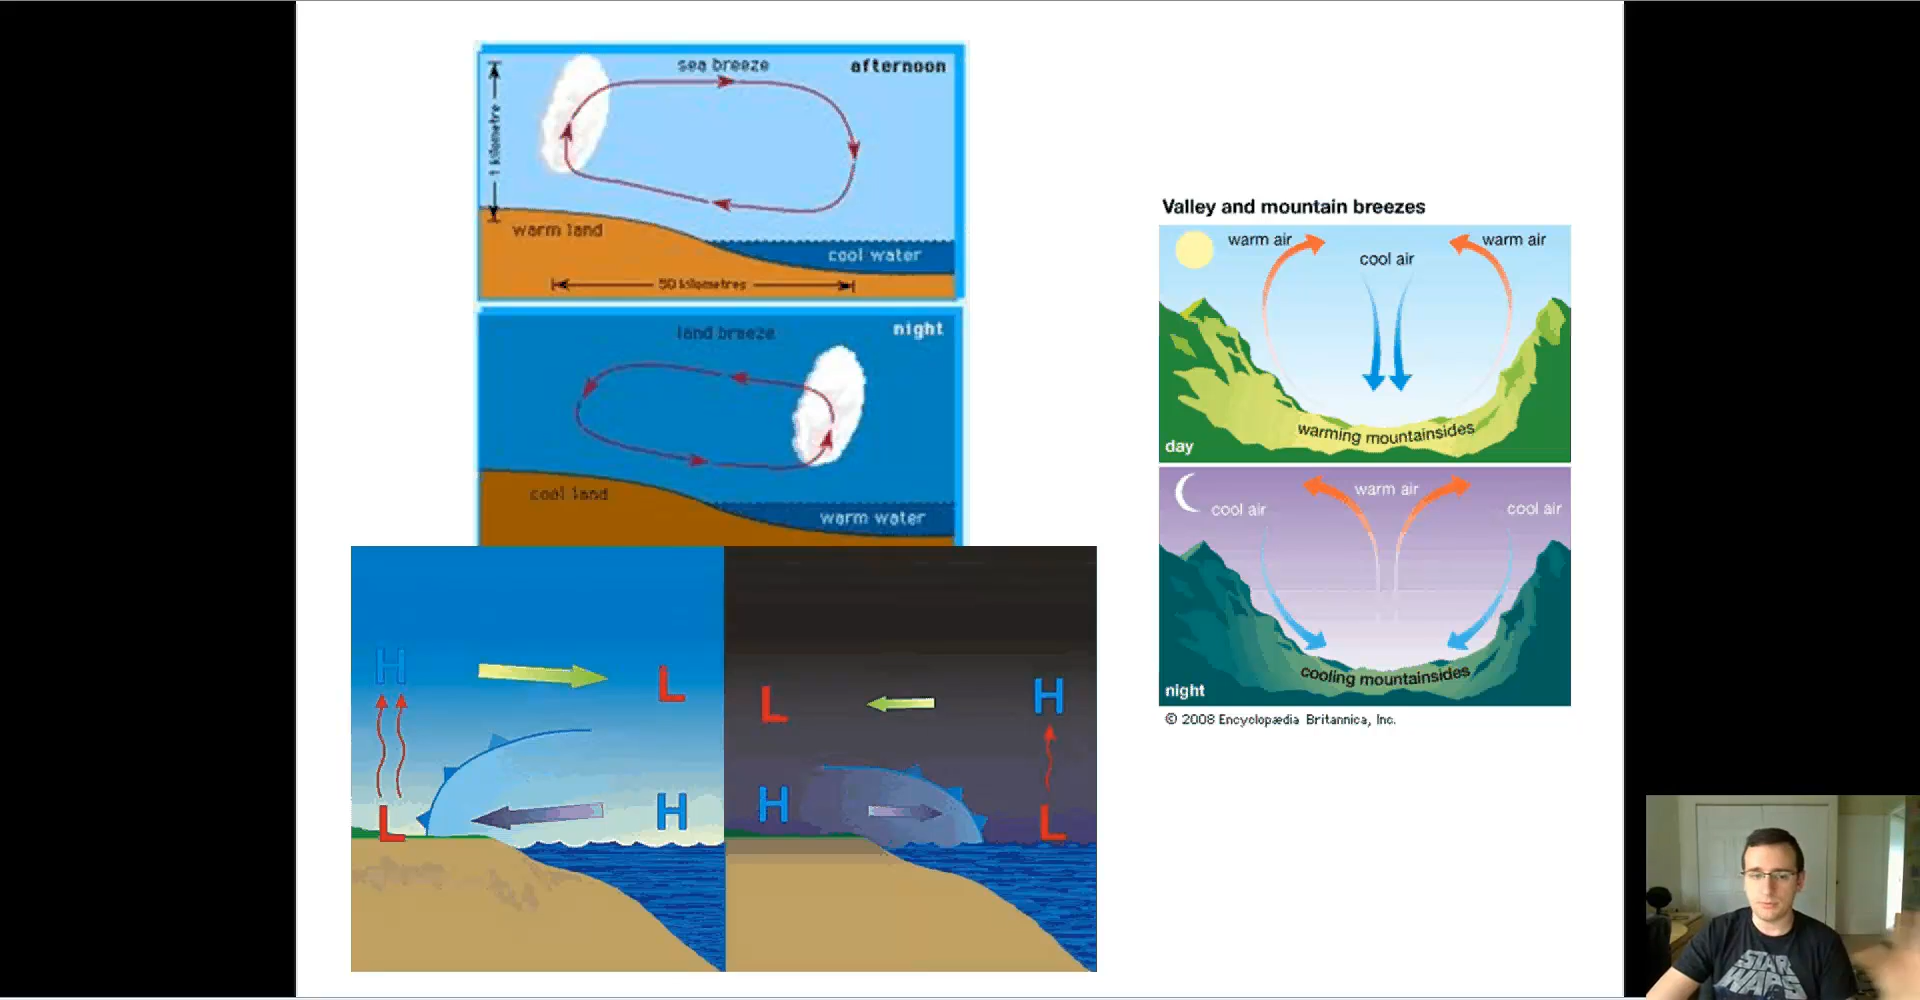 sea breeze
afternoon
1 kilometre
warm land
cool water
50 kilometres
land breeze
night
cool land
warm water
H
L
L
H
L
H
H
L
Valley and mountain breezes
warm air
warm air
cool air
warming mountainsides
day
warm air
cool air
cool air
cooling mountainsides
night
© 2008 Encyclopædia Britannica, Inc.
STAR
WARS